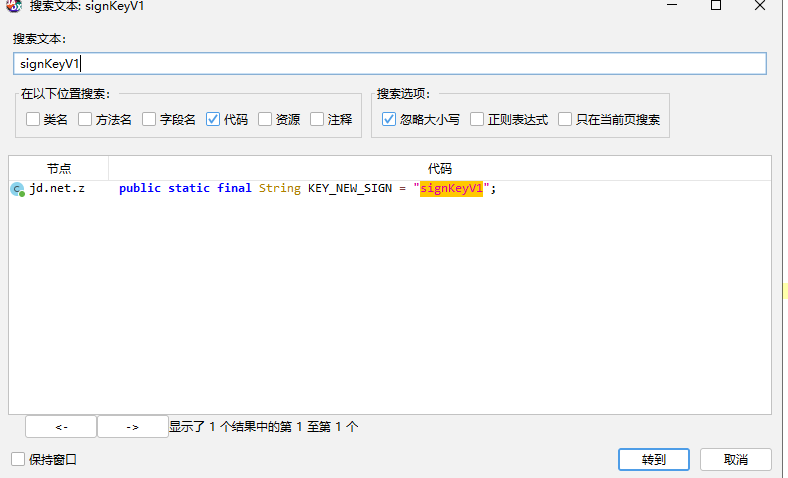 搜索文本: signKeyV1
搜索文本:
signKeyV1
在以下位置搜索: 搜索选项:
类名 方法名 字段名 代码 资源 注释 忽略大小写 正则表达式 只在当前页搜索
节点 代码
jd.net.z public static final String KEY_NEW_SIGN = "signKeyV1";
<- -> 显示了 1 个结果中的第 1 至第 1 个
保持窗口 转到 取消